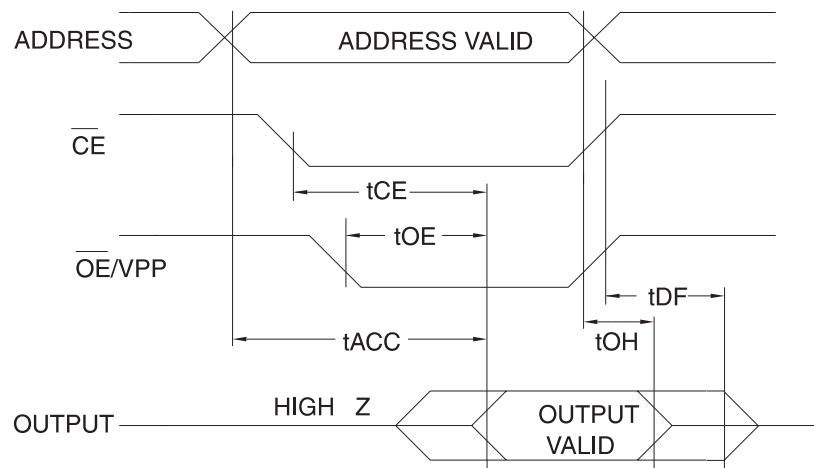 ADDRESS
ADDRESS VALID
CE
tCE
OE/VPP
tOE
tDF
tACC
tOH
OUTPUT
HIGH Z
OUTPUT
VALID